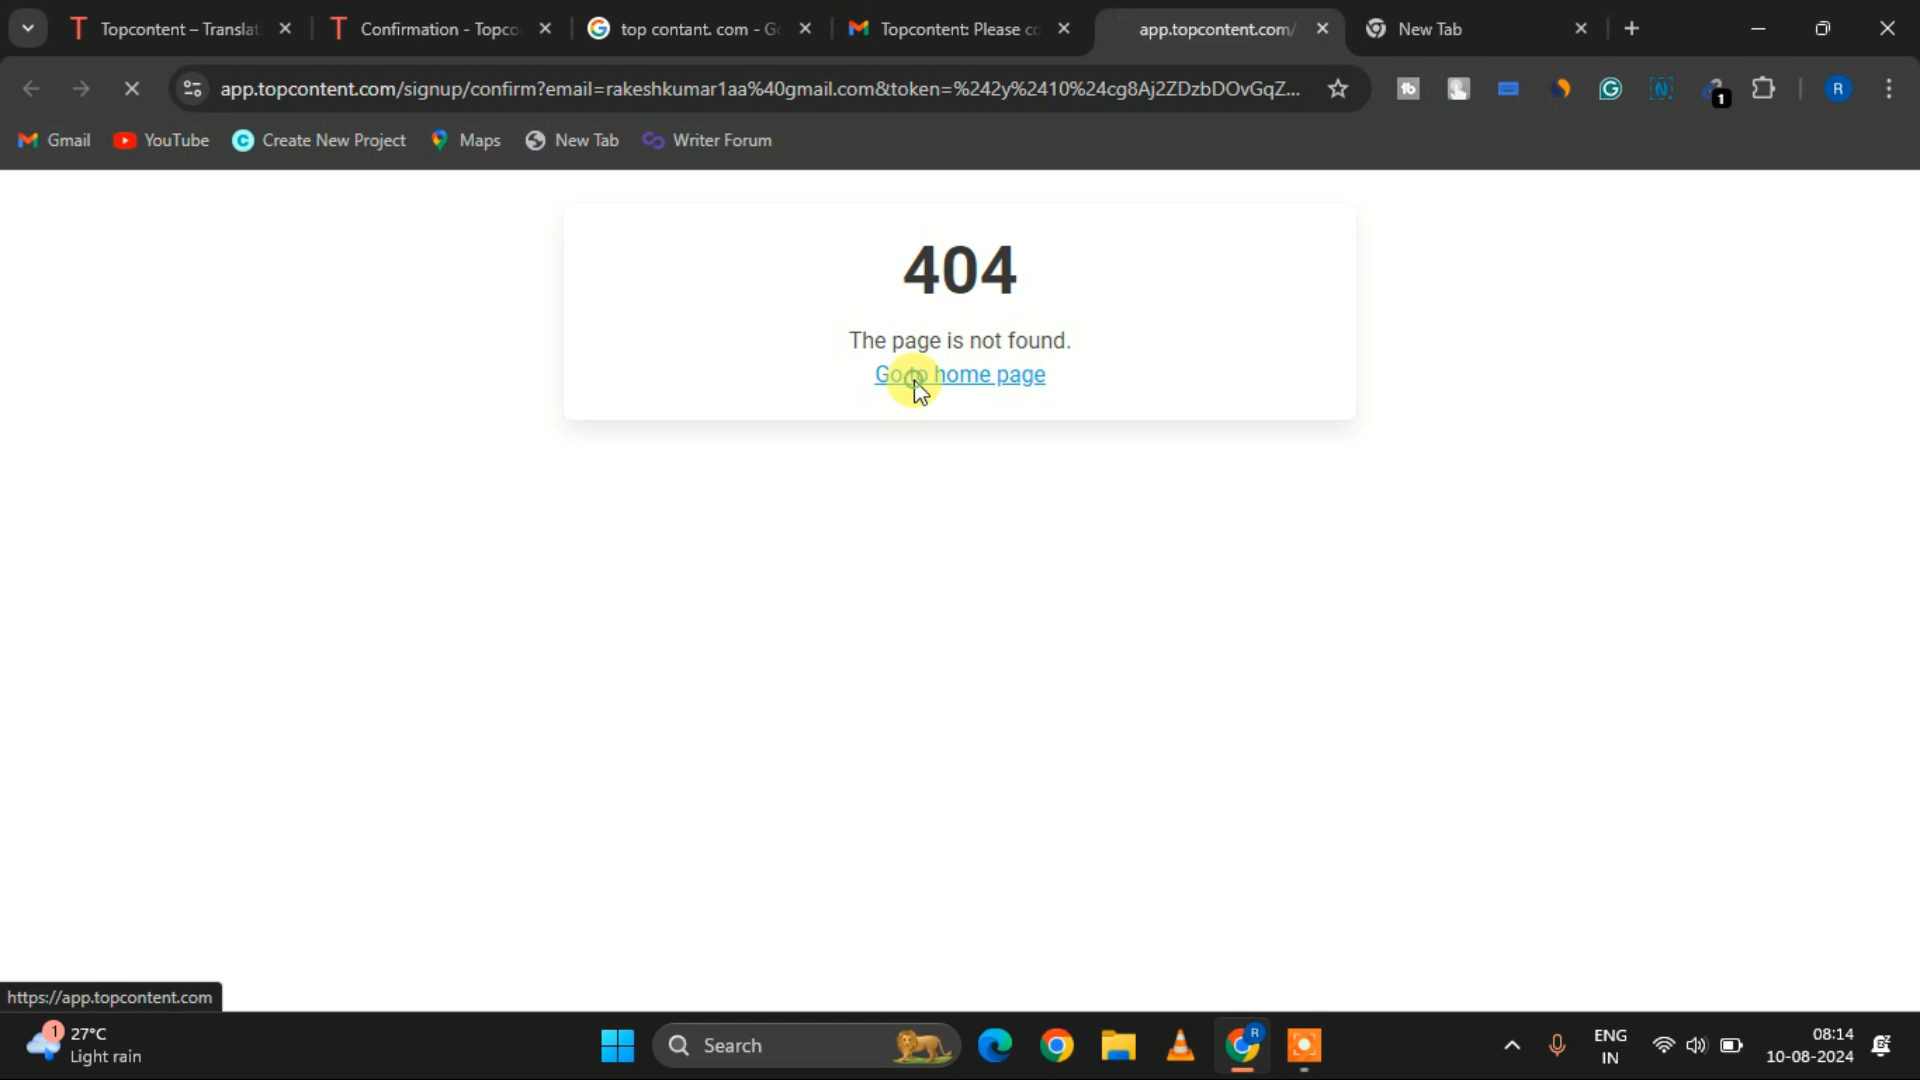 Topcontent – Translat
Confirmation - Topco
top contant. com - G
Topcontent: Please co
app.topcontent.com/
New Tab
app.topcontent.com/signup/confirm?email=rakeshkumar1aa%40gmail.com&token=%242y%2410%24cg8Aj2ZDzbDOvGqZ...
1
R
Gmail
YouTube
Create New Project
Maps
New Tab
Writer Forum
404
The page is not found.
Go to home page
https://app.topcontent.com
1
27°C
Light rain
Search
R
ENG
IN
08:14
10-08-2024